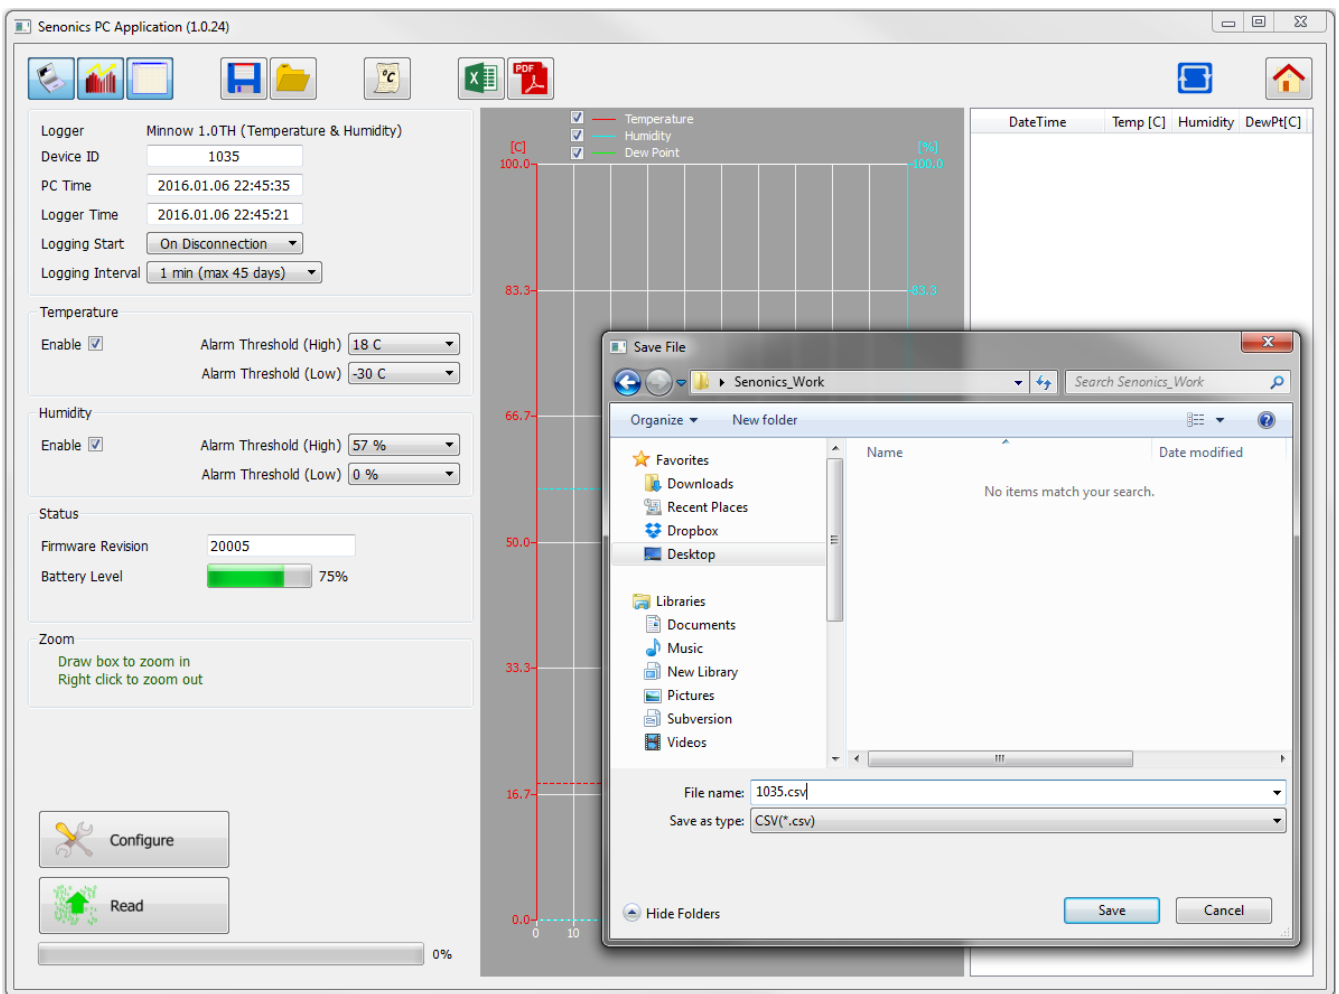 Senonics PC Application (1.0.24)
°C
X
PDF
Logger Minnow 1.0TH (Temperature & Humidity)
Device ID 1035
PC Time 2016.01.06 22:45:35
Logger Time 2016.01.06 22:45:21
Logging Start On Disconnection
Logging Interval 1 min (max 45 days)
Temperature
Enable Alarm Threshold (High) 18 C
Alarm Threshold (Low) -30 C
Humidity
Enable Alarm Threshold (High) 57 %
Alarm Threshold (Low) 0 %
Status
Firmware Revision 20005
Battery Level 75%
Zoom
Draw box to zoom in
Right click to zoom out
Configure
Read
0%
Temperature
Humidity
Dew Point
[C]
[%]
100.0
100.0
83.3
83.3
66.7
50.0
33.3
16.7
0.0
0 10
DateTime Temp [C] Humidity DewPt[C]
Save File
Senonics_Work
Search Senonics_Work
Organize New folder
Favorites
Downloads
Recent Places
Dropbox
Desktop
Libraries
Documents
Music
New Library
Pictures
Subversion
Videos
Name Date modified
No items match your search.
File name: 1035.csv
Save as type: CSV(*.csv)
Hide Folders
Save Cancel